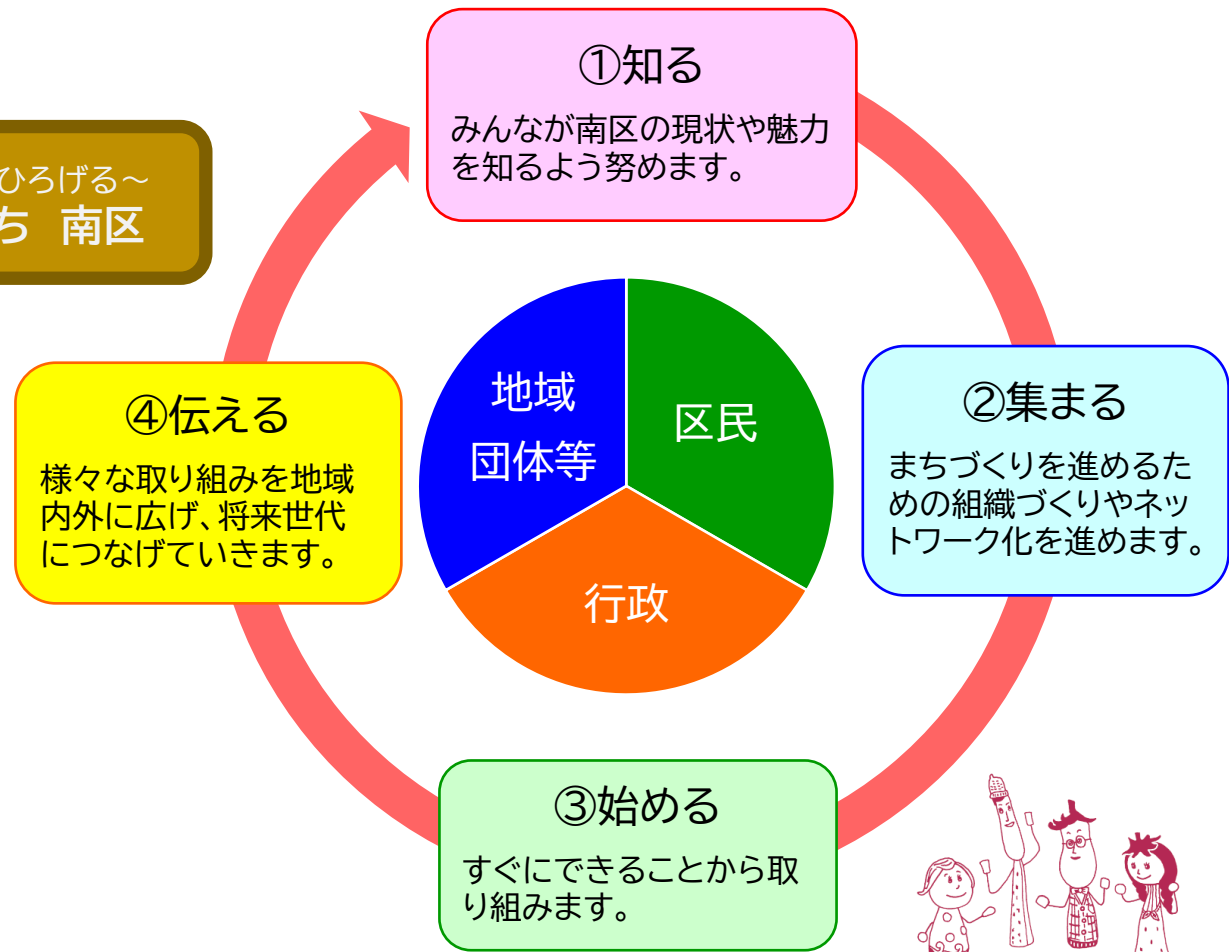 ①知る
みんなが南区の現状や魅力
を知るよう努めます。
ひろげる～
ち 南区
④伝える
様々な取り組みを地域
内外に広げ、将来世代
につなげていきます。
地域
団体等
区民
行政
②集まる
まちづくりを進めるた
めの組織づくりやネッ
トワーク化を進めます。
③始める
すぐにできることから取
り組みます。